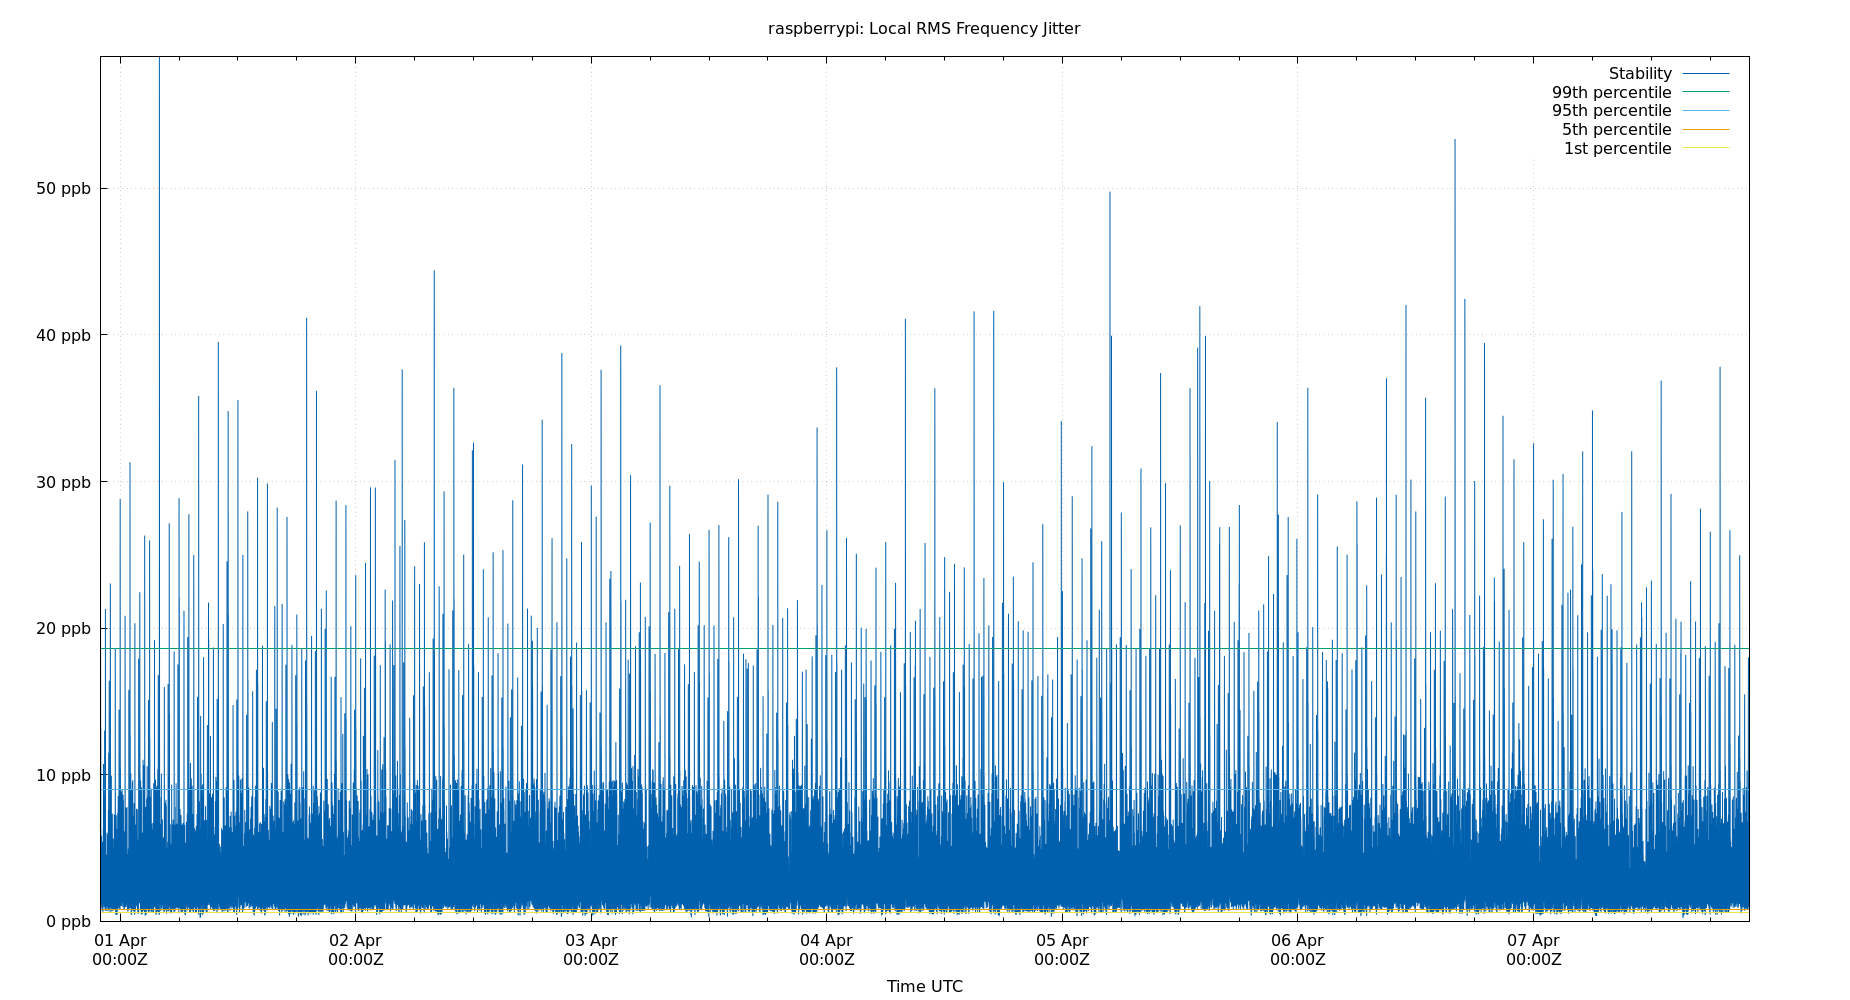 raspberrypi: Local RMS Frequency Jitter
Stability
99th percentile
95th percentile
5th percentile
1st percentile
50 ppb
40 ppb
30 ppb
20 ppb
10 ppb
0 ppb
01 Apr 02 Apr 03 Apr 04 Apr 05 Apr 06 Apr 07 Apr
00:00Z 00:00Z 00:00Z 00:00Z 00:00Z 00:00Z 00:00Z
Time UTC